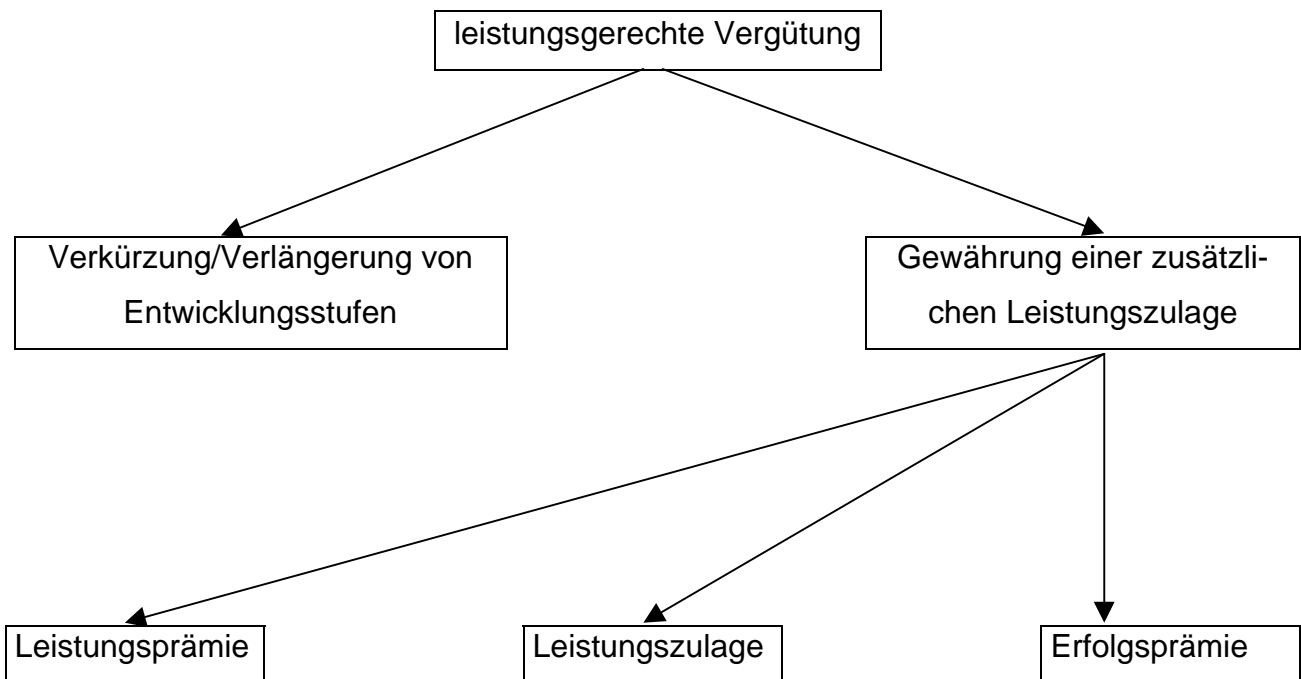 leistungsgerechte Vergütung
Verkürzung/Verlängerung von
Entwicklungsstufen
Gewährung einer zusätzli-
chen Leistungszulage
Leistungsprämie
Leistungszulage
Erfolgsprämie